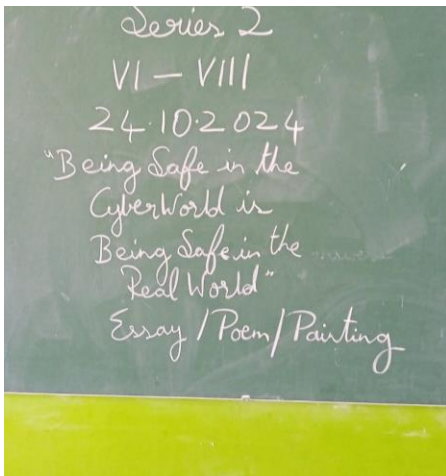 Series 2
VI – VIII
24.10.2024
"Being Safe in the
CyberWorld is
Being Safe in the
Real World"
Essay / Poem / Painting